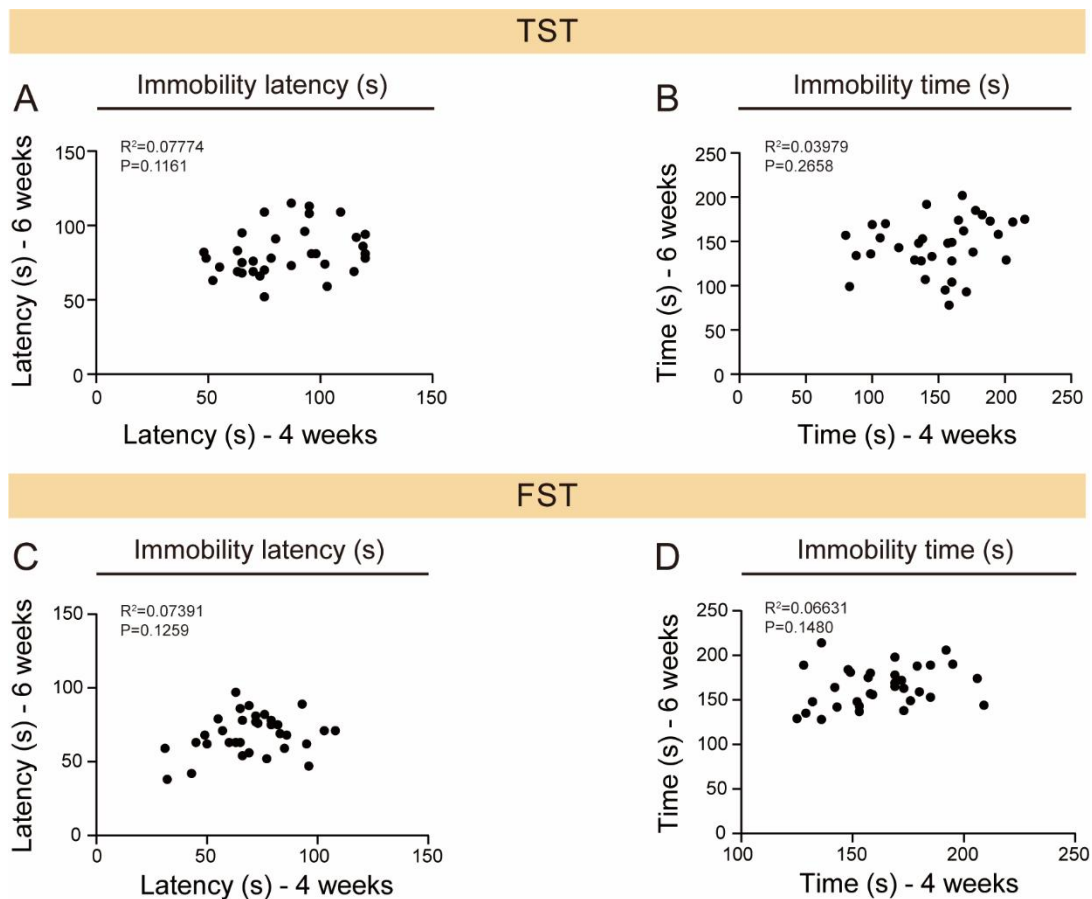 TST
A
Immobility latency (s)
R²=0.07774
P=0.1161
Latency (s) - 6 weeks
150
100
50
0
0 50 100 150
Latency (s) - 4 weeks
B
Immobility time (s)
R²=0.03979
P=0.2658
Time (s) - 6 weeks
250
200
150
100
50
0
0 50 100 150 200 250
Time (s) - 4 weeks
FST
C
Immobility latency (s)
R²=0.07391
P=0.1259
Latency (s) - 6 weeks
150
100
50
0
0 50 100 150
Latency (s) - 4 weeks
D
Immobility time (s)
R²=0.06631
P=0.1480
Time (s) - 6 weeks
250
200
150
100
50
0
100 150 200 250
Time (s) - 4 weeks